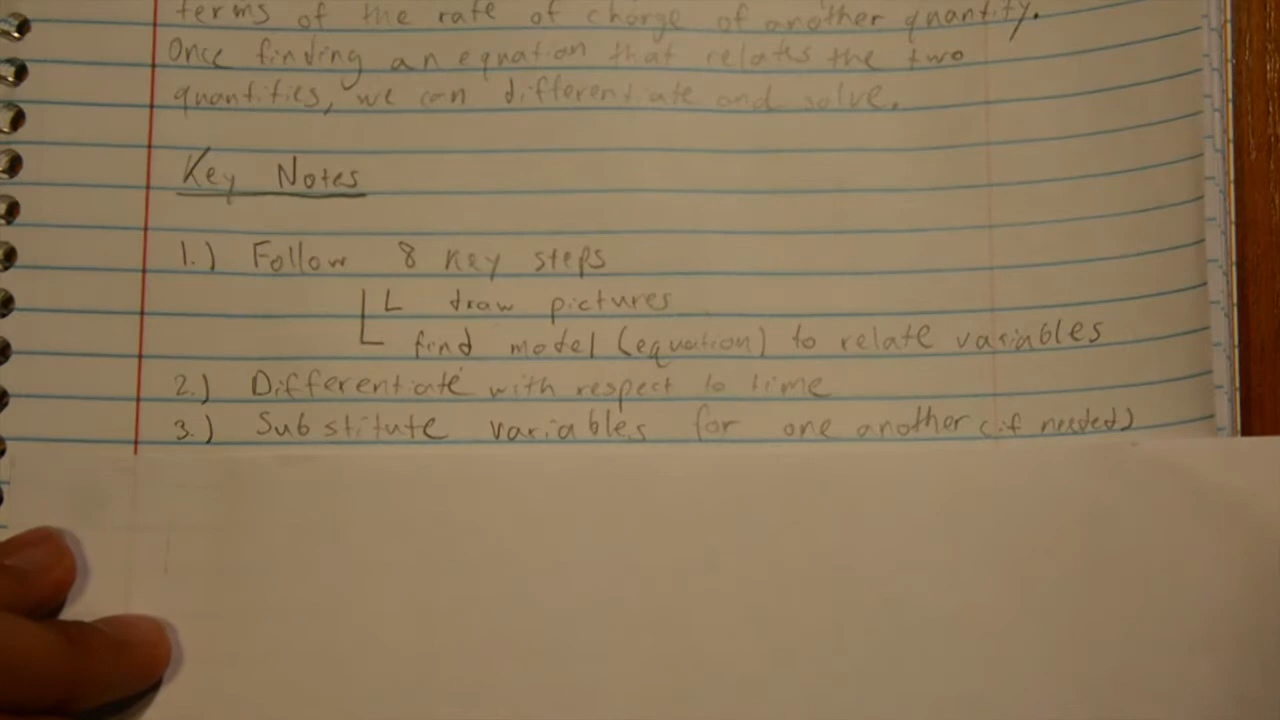 terms of the rate of change of another quantity.
Once finding an equation that relates the two
quantities, we can differentiate and solve.
Key Notes
1.) Follow 8 key steps
draw pictures
find model (equation) to relate variables
2.) Differentiate with respect to time
3.) Substitute variables for one another (if needed)